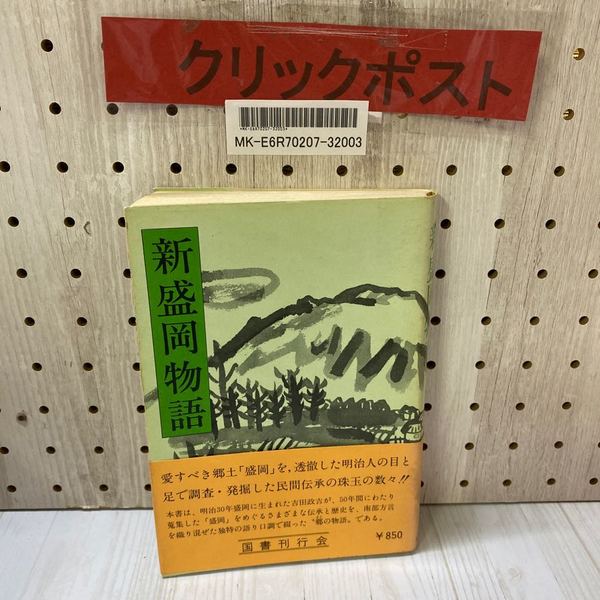 クリックポスト
*MK-E6R70207-32003*
MK-E6R70207-32003
新盛岡物語
愛すべき郷土「盛岡」を，透徹した明治人の目と
足で調査・発掘した民間伝承の珠玉の数々!!
本書は、明治30年盛岡に生まれた吉田政吉が、50年間にわたり
蒐集した「盛岡」をめぐるさまざまな伝承と歴史を、南部方言
を織り混ぜた独特の語り口調で綴った“郷の物語。である。
国書刊行会
￥850